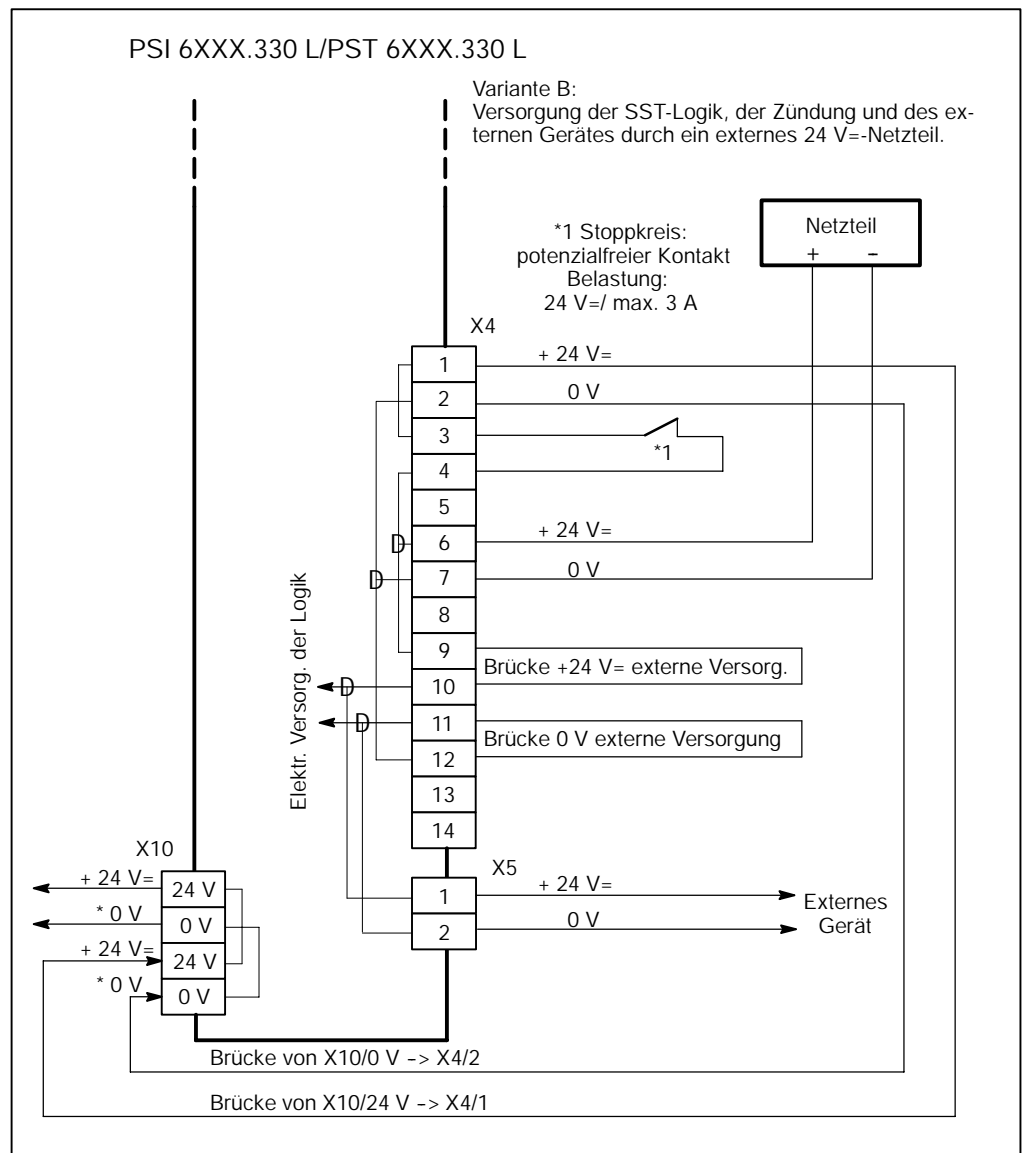 PSI 6XXX.330 L/PST 6XXX.330 L
Variante B:
Versorgung der SST-Logik, der Zündung und des ex-
ternen Gerätes durch ein externes 24 V=-Netzteil.
Netzteil
+ -
*1 Stoppkreis:
potenzialfreier Kontakt
Belastung:
24 V=/ max. 3 A
X4
1
+ 24 V=
2
0 V
3
*1
4
5
6
+ 24 V=
7
0 V
8
9
Brücke +24 V= externe Versorg.
10
11
Brücke 0 V externe Versorgung
12
13
14
Elektr. Versorg. der Logik
D
D
D
D
X5
1
+ 24 V=
2
0 V
Externes
Gerät
X10
+ 24 V=
24 V
* 0 V
0 V
+ 24 V=
24 V
* 0 V
0 V
Brücke von X10/0 V -> X4/2
Brücke von X10/24 V -> X4/1